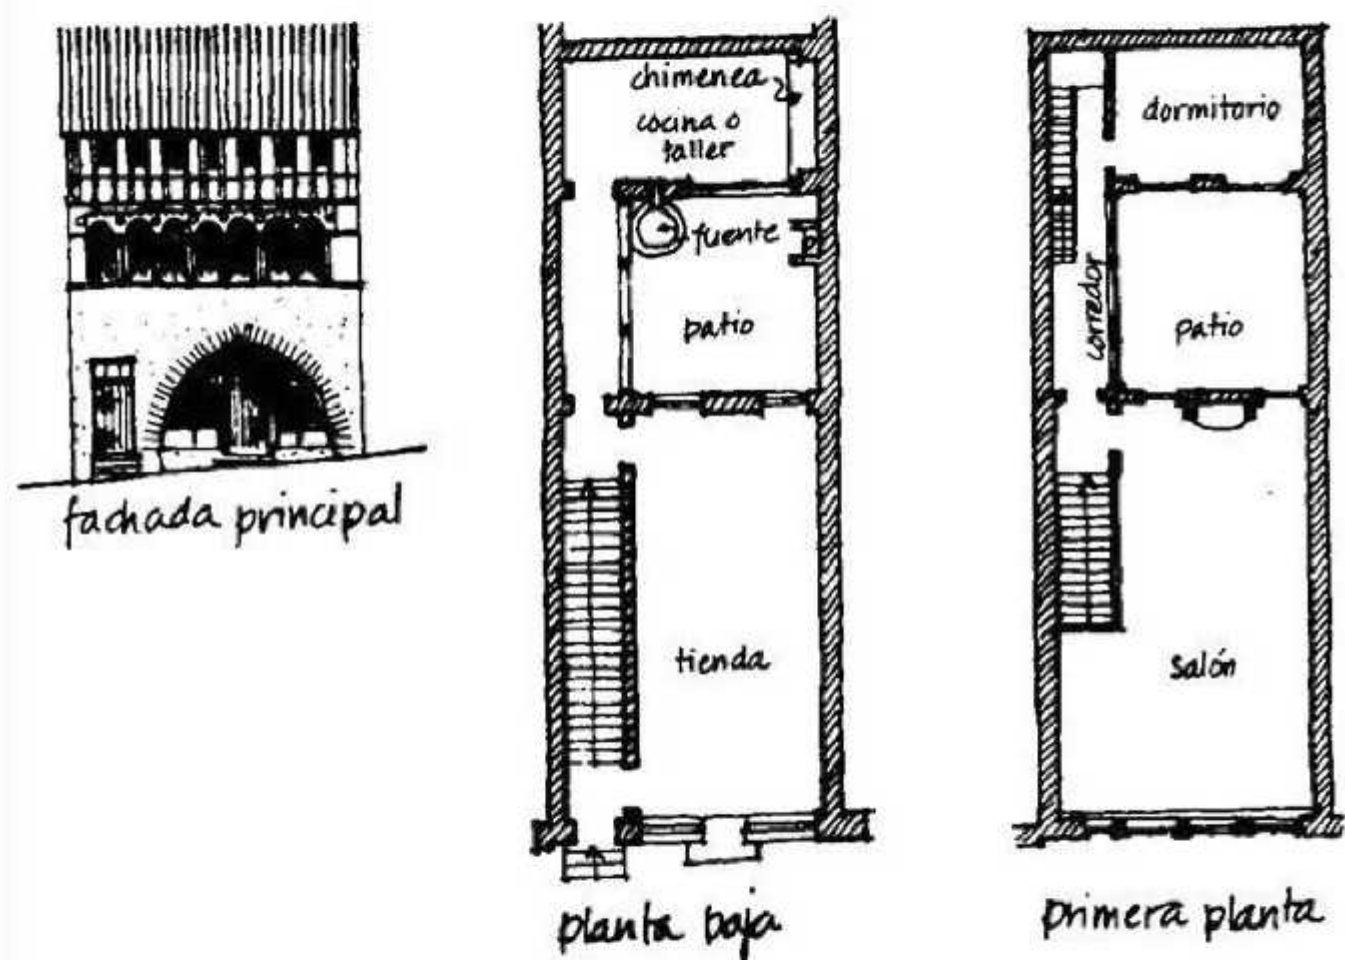 fachada principal
chimenea
cocina o
taller
fuente
patio
tienda
planta baja
dormitorio
corredor
patio
salón
primera planta